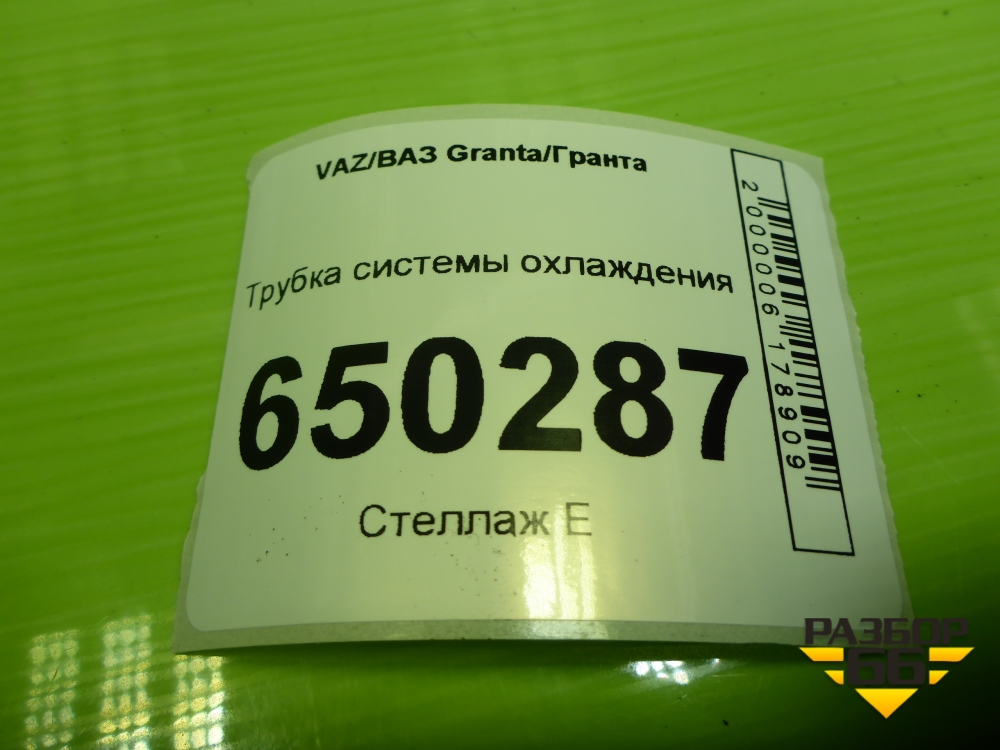 VAZ/ВАЗ Granta/Гранта
Трубка системы охлаждения
650287
Стеллаж E
2000006178909
РАЗБОР
66